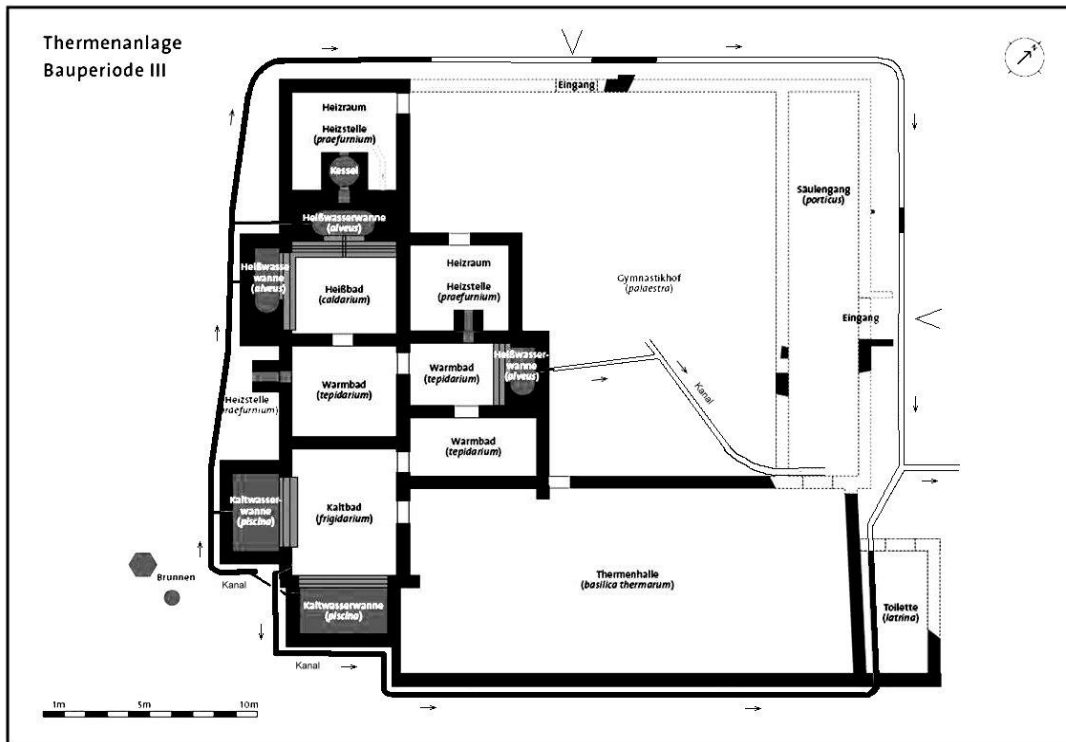 Thermenanlage
Bauperiode III
N
Eingang
Heizraum
Heizstelle
(praefurnium)
Kessel
Heißwasserwanne
(alveus)
Säulengang
(porticus)
Heißwasse
wanne
(alveus)
Heißbad
(caldarium)
Heizraum
Heizstelle
(praefurnium)
Gymnastikhof
(palaestra)
Eingang
Warmbad
(tepidarium)
Warmbad
(tepidarium)
Heißwasser-
wanne
(alveus)
Heizstelle
praefurnium)
Kanal
Warmbad
(tepidarium)
Kaltwasser-
wanne
(piscina)
Kaltbad
(frigidarium)
Thermenhalle
(basilica thermarum)
Brunnen
Kanal
Kaltwasserwanne
(piscina)
Toilette
(latrina)
Kanal
1m 5m 10m